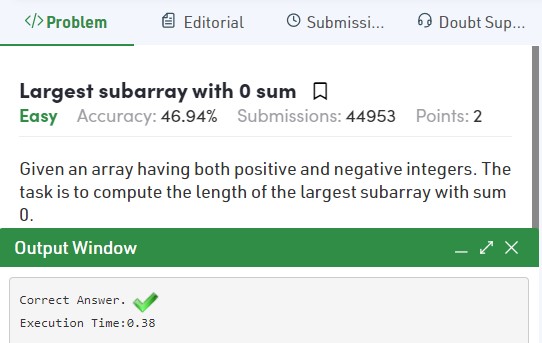 </>Problem Editorial Submissi... Doubt Sup...
Largest subarray with 0 sum
Easy Accuracy: 46.94% Submissions: 44953 Points: 2
Given an array having both positive and negative integers. The
task is to compute the length of the largest subarray with sum
0.
Output Window
Correct Answer.
Execution Time:0.38